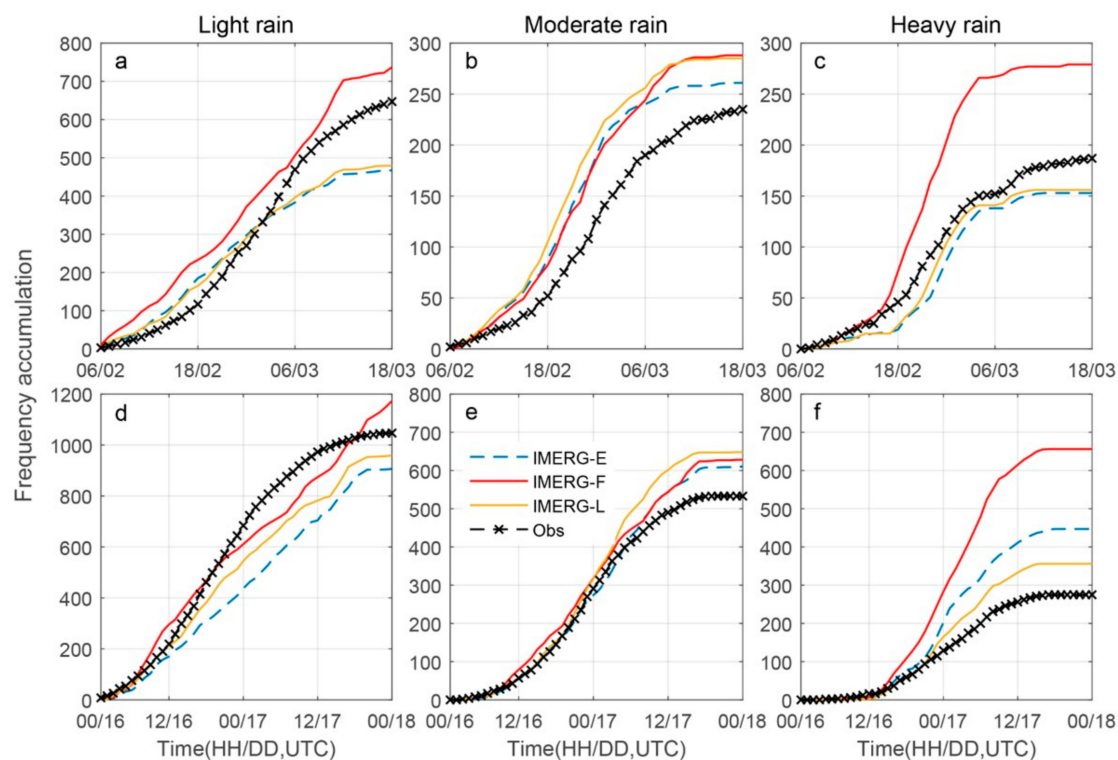 Light rain
Moderate rain
Heavy rain
Frequency accumulation
a
800
700
600
500
400
300
200
100
0
06/02 18/02 06/03 18/03
b
300
250
200
150
100
50
0
06/02 18/02 06/03 18/03
c
300
250
200
150
100
50
0
06/02 18/02 06/03 18/03
d
1200
1000
800
600
400
200
0
00/16 12/16 00/17 12/17 00/18
Time(HH/DD,UTC)
e
800
700
600
500
400
300
200
100
0
IMERG-E
IMERG-F
IMERG-L
Obs
00/16 12/16 00/17 12/17 00/18
Time(HH/DD,UTC)
f
800
700
600
500
400
300
200
100
0
00/16 12/16 00/17 12/17 00/18
Time(HH/DD,UTC)